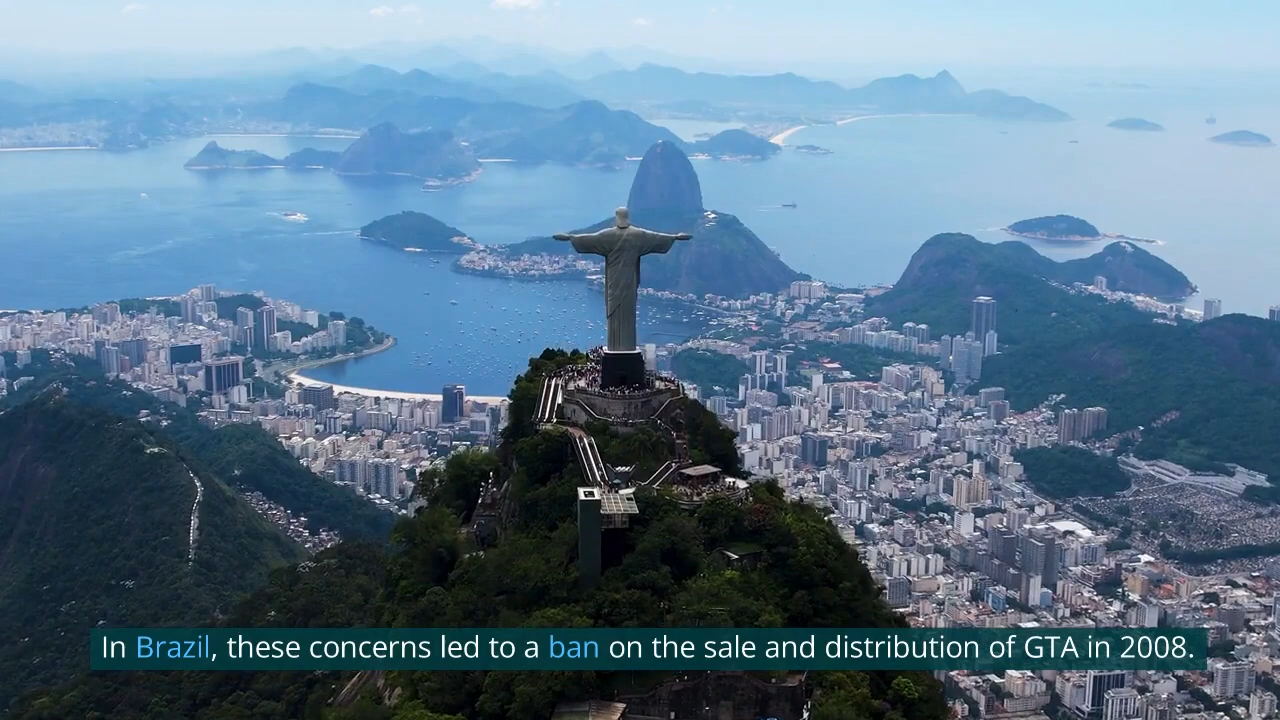 In Brazil, these concerns led to a ban on the sale and distribution of GTA in 2008.